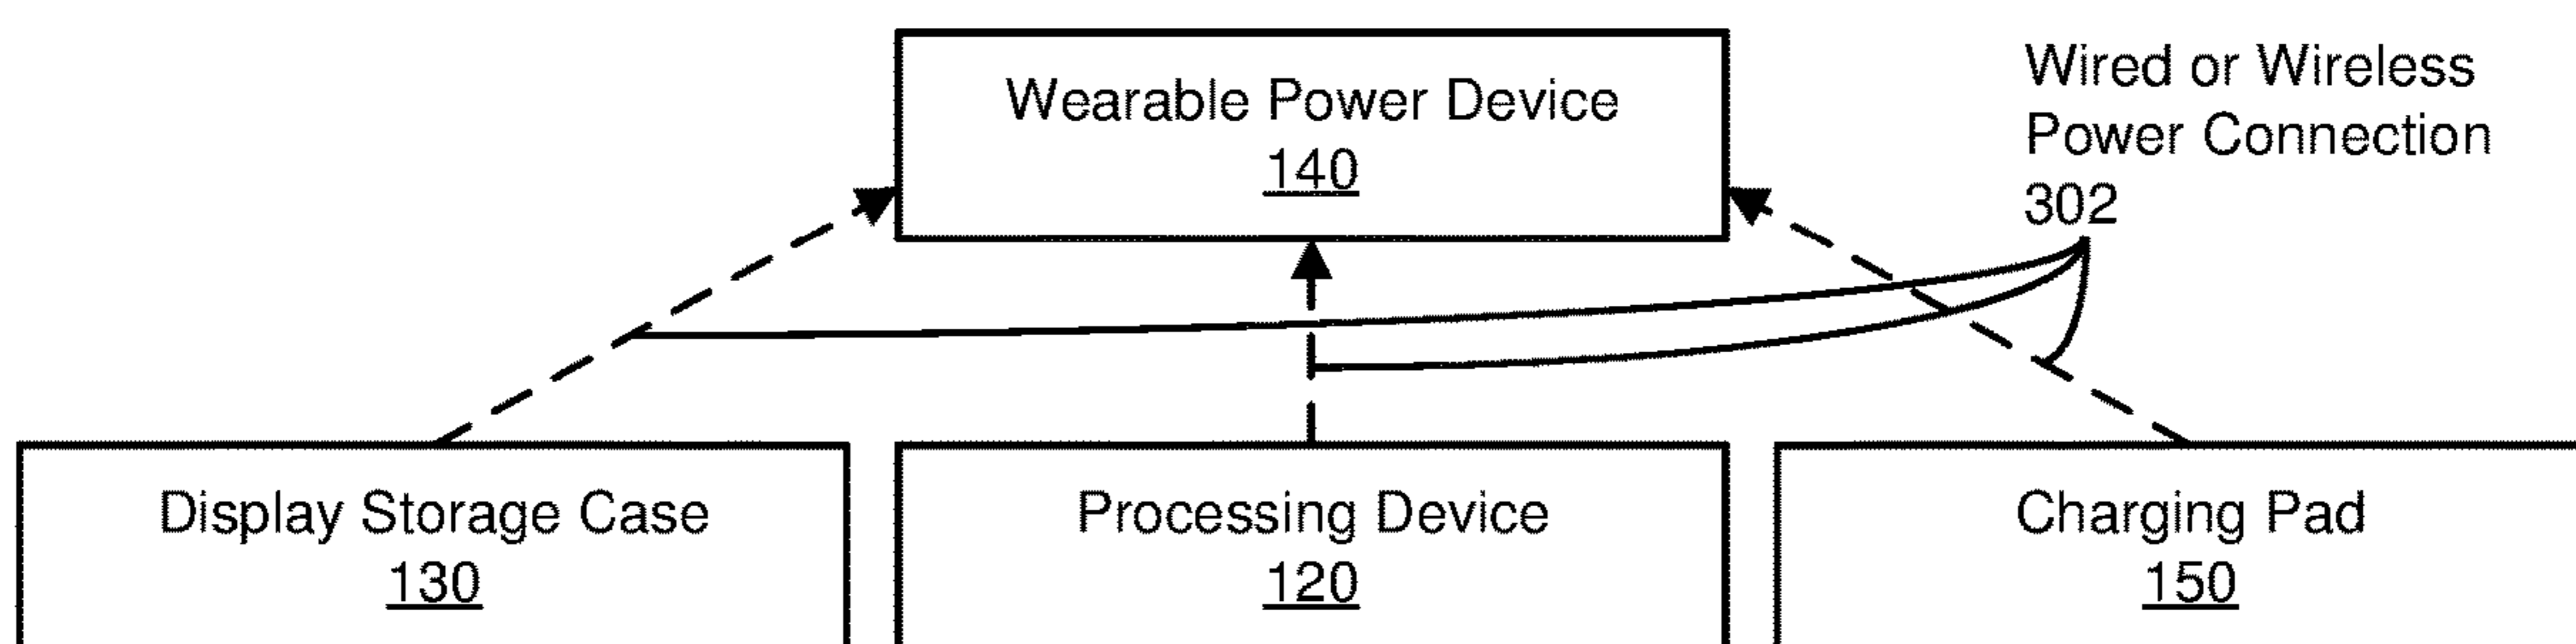 Wearable Power Device
140
Wired or Wireless
Power Connection
302
Display Storage Case
130
Processing Device
120
Charging Pad
150